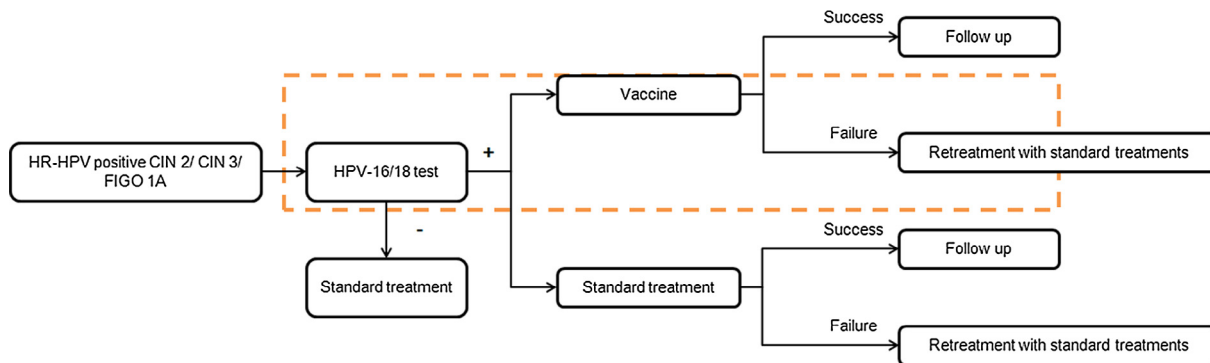 Success
Follow up
Vaccine
Failure
Retreatment with standard treatments
HR-HPV positive CIN 2/ CIN 3/
FIGO 1A
HPV-16/18 test
+
-
Standard treatment
Standard treatment
Success
Follow up
Failure
Retreatment with standard treatments